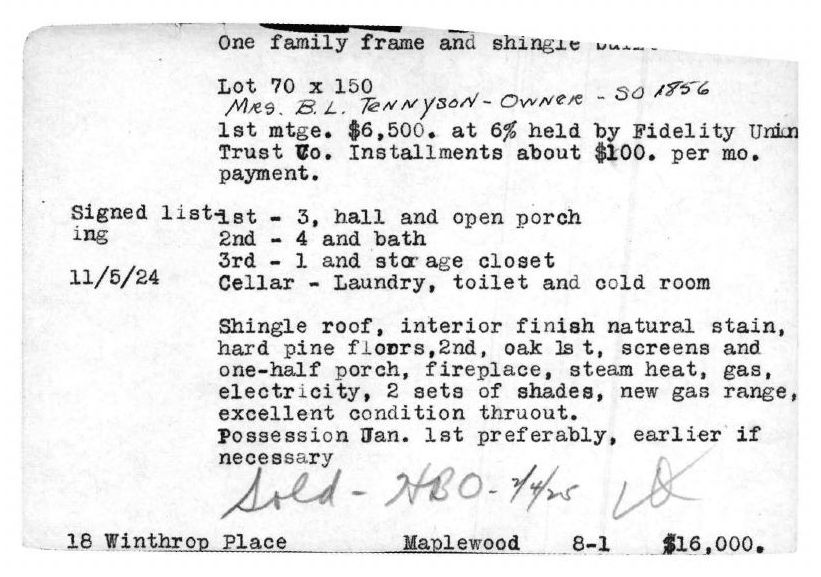 One family frame and shingle
Lot 70 x 150
Mrs. B.L. Tennyson - Owner - SO 1856
1st mtge. $6,500. at 6% held by Fidelity Union
Trust Co. Installments about $100. per mo.
payment.
Signed list- 1st - 3, hall and open porch
ing 2nd - 4 and bath
3rd - 1 and storage closet
11/5/24 Cellar - Laundry, toilet and cold room
Shingle roof, interior finish natural stain,
hard pine floors,2nd, oak 1st, screens and
one-half porch, fireplace, steam heat, gas,
electricity, 2 sets of shades, new gas range,
excellent condition thruout.
Possession Jan. 1st preferably, earlier if
necessary
Sold - HBO - 2/4/25
18 Winthrop Place Maplewood 8-1 $16,000.